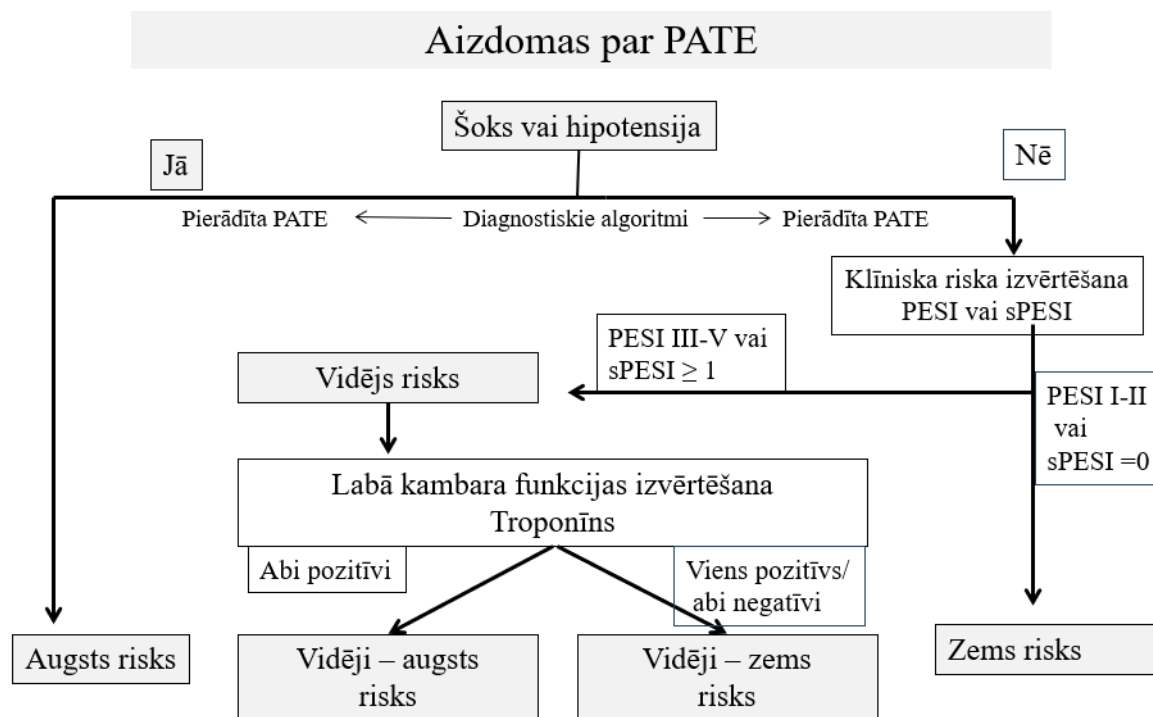 Aizdomas par PATE
Šoks vai hipotensija
Jā
Nē
Pierādīta PATE
Diagnostiskie algoritmi
Pierādīta PATE
Klīniska riska izvērtēšana
PESI vai sPESI
PESI III-V vai
sPESI ≥ 1
Vidējs risks
PESI I-II
vai
sPESI =0
Labā kambara funkcijas izvērtēšana
Troponīns
Abi pozitīvi
Viens pozitīvs/
abi negatīvi
Augsts risks
Vidēji – augsts
risks
Vidēji – zems
risks
Zems risks